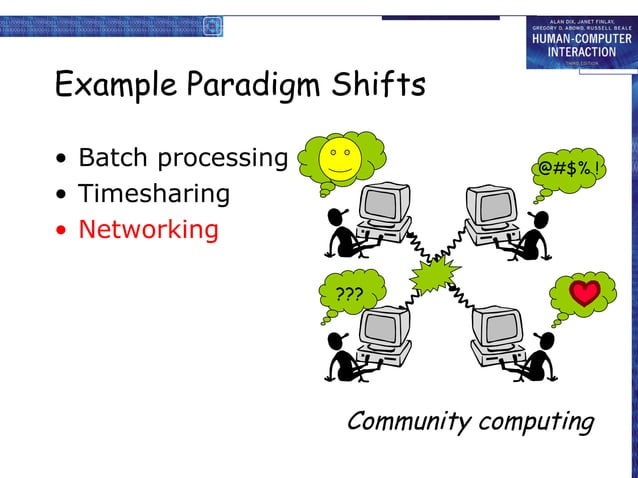 ALAN DIX, JANET FINLAY,
GREGORY D. ABOWD, RUSSELL BEALE
HUMAN-COMPUTER
INTERACTION
THIRD EDITION
Example Paradigm Shifts
• Batch processing
• Timesharing
• Networking
@#$% !
???
Community computing